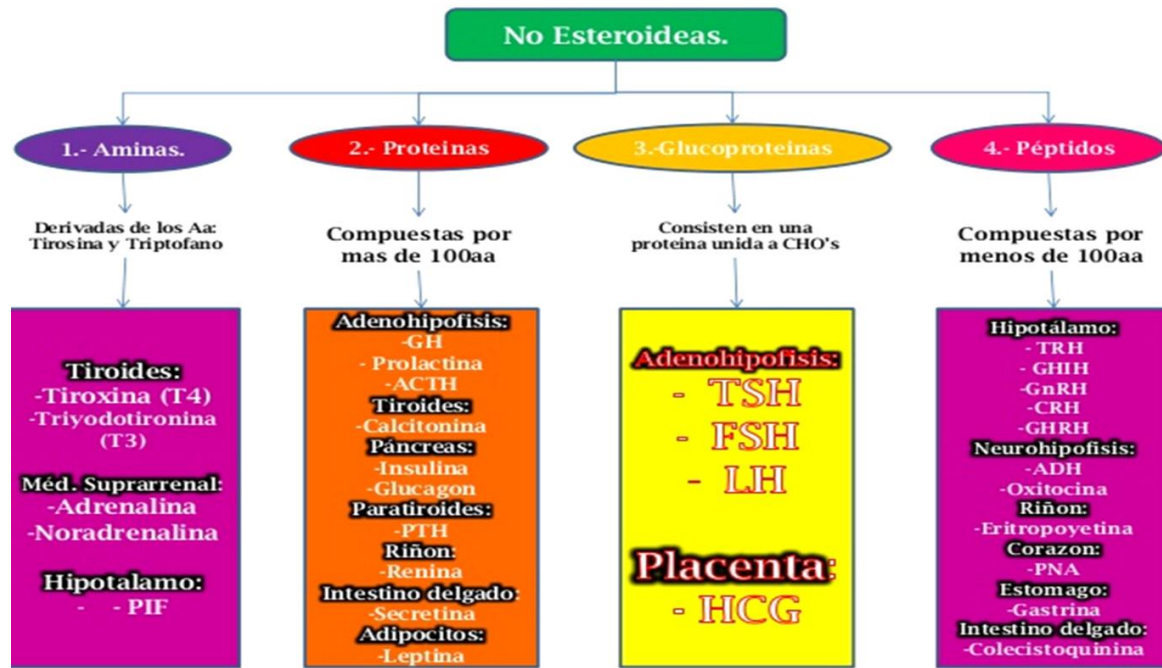 No Esteroideas.
1.- Aminas.
Derivadas de los Aa:
Tirosina y Triptofano
Tiroides:
-Tiroxina (T4)
-Triyodotironina
(T3)
Méd. Suprarrenal:
-Adrenalina
-Noradrenalina
Hipotalamo:
- - PIF
2.- Proteinas
Compuestas por
mas de 100aa
Adenohipofisis:
-GH
- Prolactina
-ACTH
Tiroides:
-Calcitonina
Páncreas:
-Insulina
-Glucagon
Paratiroides:
-PTH
Riñon:
-Renina
Intestino delgado:
-Secretina
Adipocitos:
-Leptina
3.-Glucoproteinas
Consisten en una
proteina unida a CHO's
Adenohipofisis:
- TSH
- FSH
- LH
Placenta:
- HCG
4.- Péptidos
Compuestas por
menos de 100aa
Hipotálamo:
- TRH
- GHIH
-GnRH
-CRH
-GHRH
Neurohipofisis:
-ADH
-Oxitocina
Riñon:
-Eritropoyetina
Corazon:
-PNA
Estomago:
-Gastrina
Intestino delgado:
-Colecistoquinina